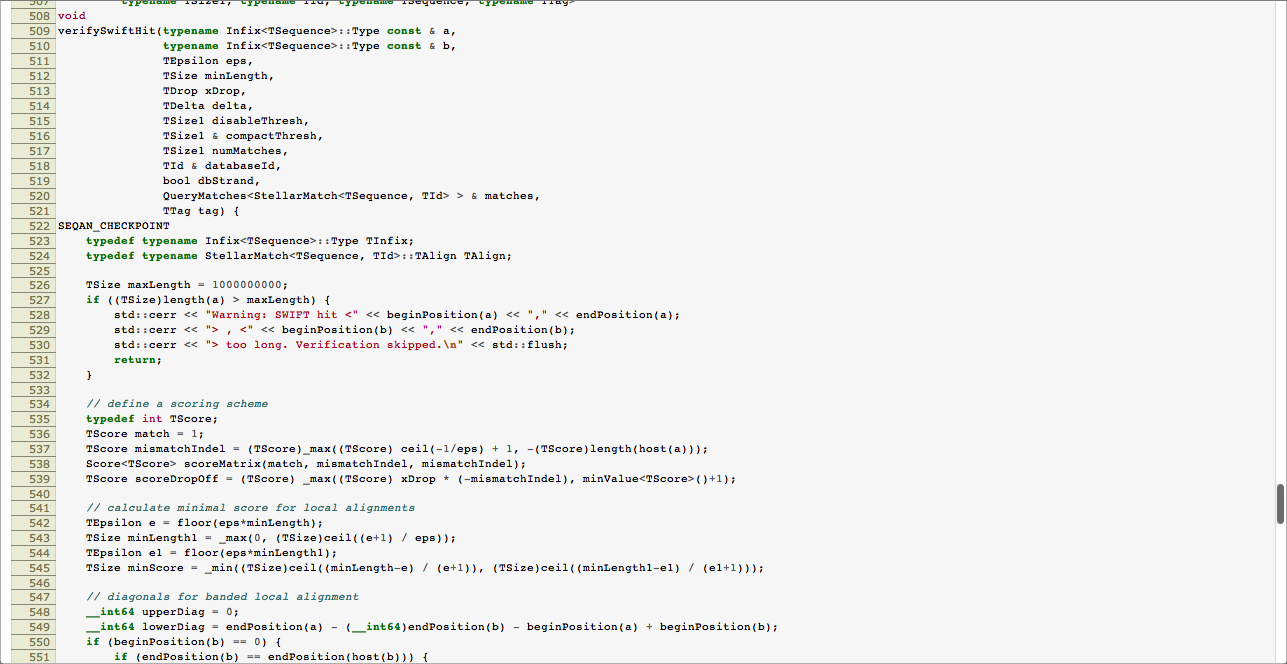 507 typename TSize1, typename TId, typename TSequence, typename TTag>
508 void
509 verifySwiftHit(typename Infix<TSequence>::Type const & a,
510 typename Infix<TSequence>::Type const & b,
511 TEpsilon eps,
512 TSize minLength,
513 TDrop xDrop,
514 TDelta delta,
515 TSize1 disableThresh,
516 TSize1 & compactThresh,
517 TSize1 numMatches,
518 TId & databaseId,
519 bool dbStrand,
520 QueryMatches<StellarMatch<TSequence, TId> > & matches,
521 TTag tag) {
522 SEQAN_CHECKPOINT
523 typedef typename Infix<TSequence>::Type TInfix;
524 typedef typename StellarMatch<TSequence, TId>::TAlign TAlign;
525
526 TSize maxLength = 1000000000;
527 if ((TSize)length(a) > maxLength) {
528 std::cerr << "Warning: SWIFT hit <" << beginPosition(a) << "," << endPosition(a);
529 std::cerr << "> , <" << beginPosition(b) << "," << endPosition(b);
530 std::cerr << "> too long. Verification skipped.\n" << std::flush;
531 return;
532 }
533
534 // define a scoring scheme
535 typedef int TScore;
536 TScore match = 1;
537 TScore mismatchIndel = (TScore)_max((TScore) ceil(-1/eps) + 1, -(TScore)length(host(a)));
538 Score<TScore> scoreMatrix(match, mismatchIndel, mismatchIndel);
539 TScore scoreDropOff = (TScore) _max((TScore) xDrop * (-mismatchIndel), minValue<TScore>()+1);
540
541 // calculate minimal score for local alignments
542 TEpsilon e = floor(eps*minLength);
543 TSize minLength1 = _max(0, (TSize)ceil((e+1) / eps));
544 TEpsilon e1 = floor(eps*minLength1);
545 TSize minScore = _min((TSize)ceil((minLength-e) / (e+1)), (TSize)ceil((minLength1-e1) / (e1+1)));
546
547 // diagonals for banded local alignment
548 __int64 upperDiag = 0;
549 __int64 lowerDiag = endPosition(a) - (__int64)endPosition(b) - beginPosition(a) + beginPosition(b);
550 if (beginPosition(b) == 0) {
551 if (endPosition(b) == endPosition(host(b))) {